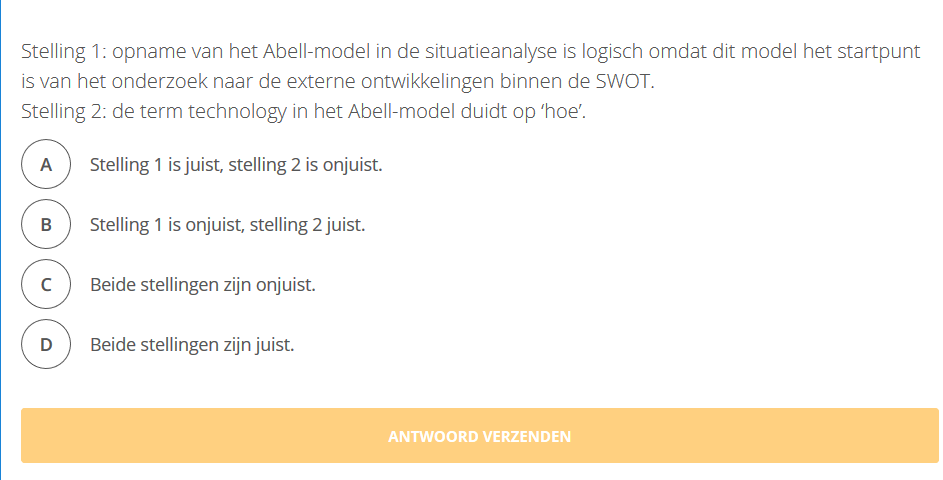 Stelling 1: opname van het Abell-model in de situatieanalyse is logisch omdat dit model het startpunt
is van het onderzoek naar de externe ontwikkelingen binnen de SWOT.
Stelling 2: de term technology in het Abell-model duidt op ‘hoe’.
A Stelling 1 is juist, stelling 2 is onjuist.
B Stelling 1 is onjuist, stelling 2 juist.
C Beide stellingen zijn onjuist.
D Beide stellingen zijn juist.
ANTWOORD VERZENDEN